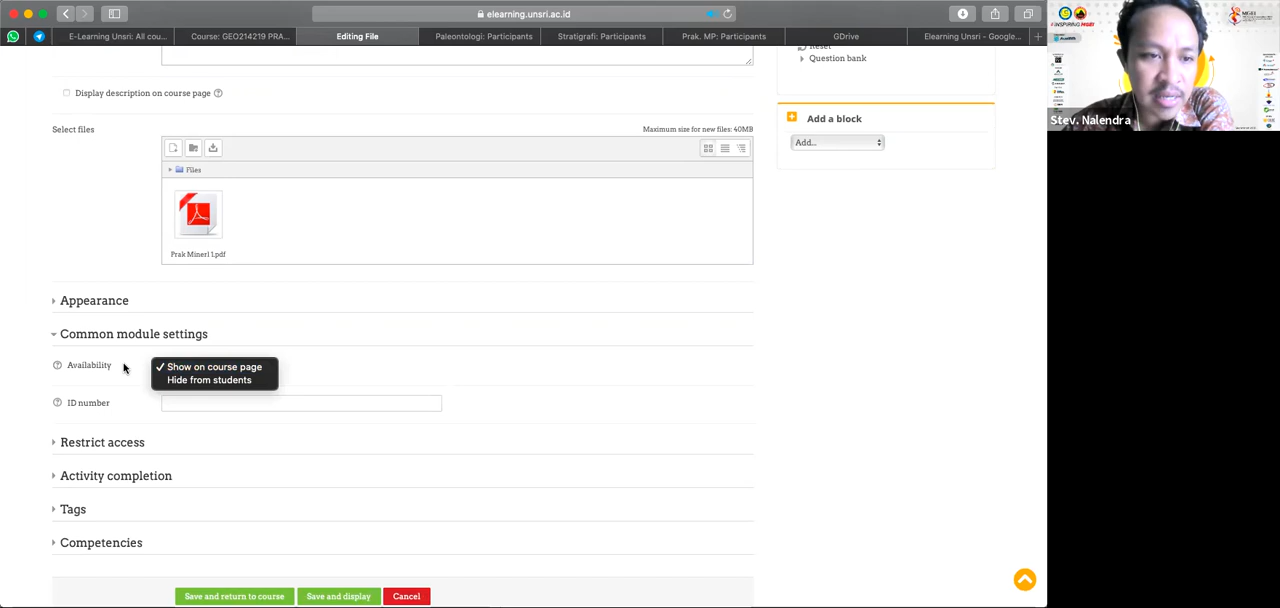 elearning.unsri.ac.id
E-Learning Unsri: All cou...
Course: GEO214219 PRA...
Editing File
Paleontologi: Participants
Stratigrafi: Participants
Prak. MP: Participants
GDrive
Elearning Unsri - Google...
Reset
Question bank
Display description on course page
Add a block
Add...
Select files
Maximum size for new files: 40MB
Files
Prak Minerl 1.pdf
Appearance
Common module settings
Availability
✓ Show on course page
Hide from students
ID number
Restrict access
Activity completion
Tags
Competencies
Save and return to course
Save and display
Cancel
Stev. Nalendra